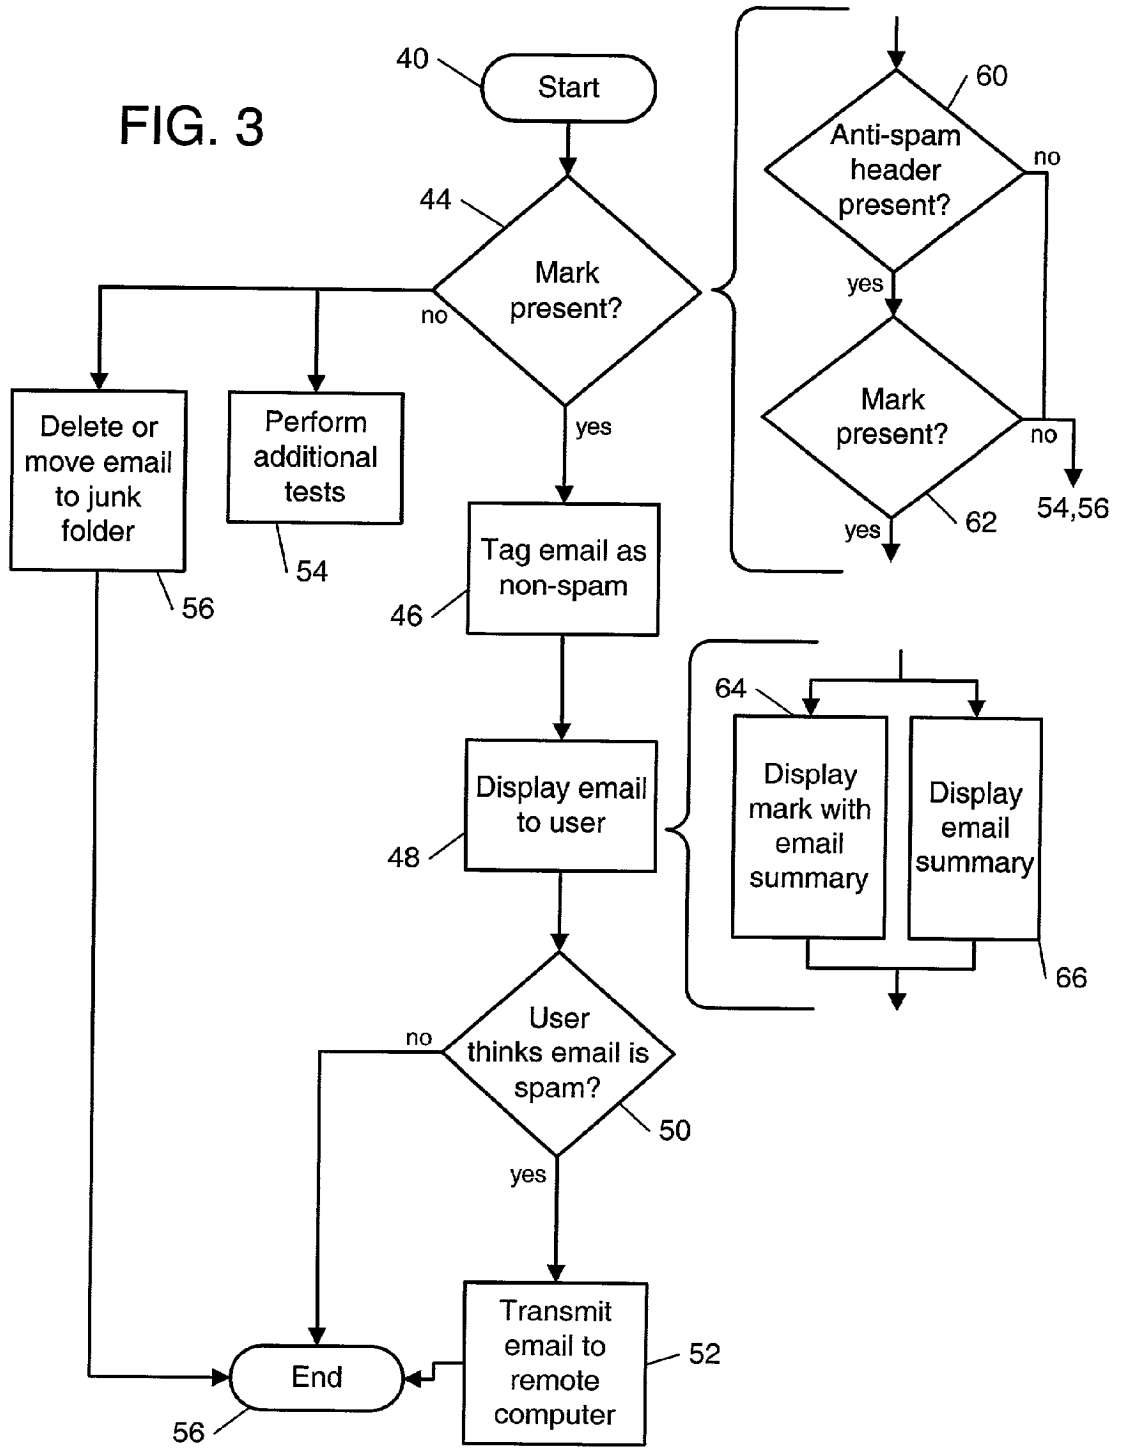 FIG. 3
40
Start
44
Mark
present?
no
yes
Delete or
move email
to junk
folder
56
Perform
additional
tests
54
Tag email as
non-spam
46
Display email
to user
48
User
thinks email is
spam?
50
no
yes
Transmit
email to
remote
computer
52
End
56
60
Anti-spam
header
present?
no
yes
Mark
present?
no
62
54,56
yes
64
Display
mark with
email
summary
Display
email
summary
66